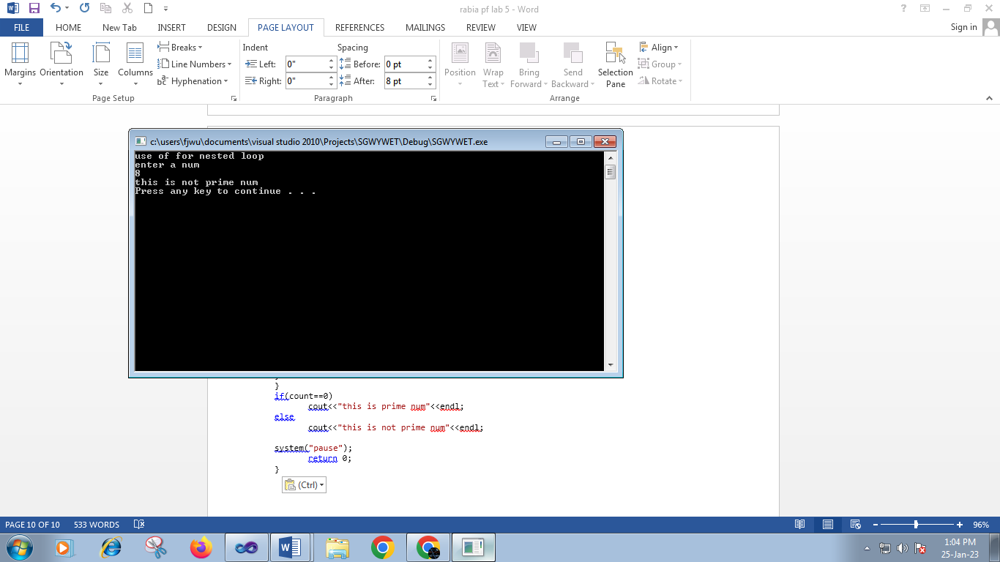 rabia pf lab 5 - Word
FILE HOME New Tab INSERT DESIGN PAGE LAYOUT REFERENCES MAILINGS REVIEW VIEW Sign in
Margins Orientation Size Columns
Breaks
Line Numbers
Hyphenation
Page Setup
Indent Spacing
Left: 0" Before: 0 pt
Right: 0" After: 8 pt
Paragraph
Position Wrap Text Bring Forward Send Backward Selection Pane
Align
Group
Rotate
Arrange
c:\users\fjwu\documents\visual studio 2010\Projects\SGWYWET\Debug\SGWYWET.exe
use of for nested loop
enter a num
8
this is not prime num
Press any key to continue . . .
}
if(count==0)
cout<<"this is prime num"<<endl;
else
cout<<"this is not prime num"<<endl;
system("pause");
return 0;
}
(Ctrl)
PAGE 10 OF 10 533 WORDS 96%
1:04 PM
25-Jan-23